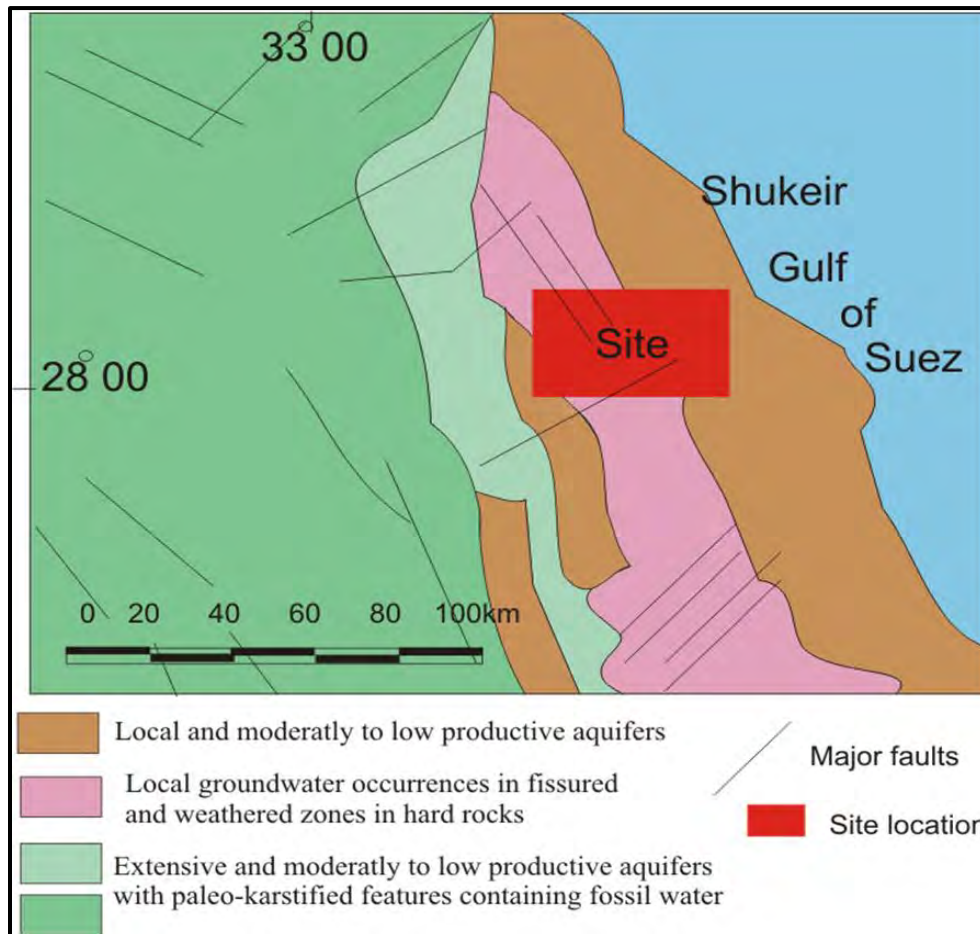 33 00
Shukeir
Gulf
of
Suez
Site
28 00
0 20 40 60 80 100km
Local and moderatly to low productive aquifers
Local groundwater occurrences in fissured
and weathered zones in hard rocks
Extensive and moderatly to low productive aquifers
with paleo-karstified features containing fossil water
Major faults
Site location